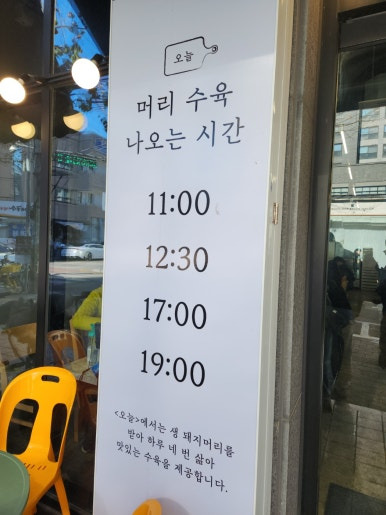 오늘
머리 수육
나오는 시간
11:00
12:30
17:00
19:00
<오늘>에서는 생 돼지머리를
받아 하루 네 번 삶아
맛있는 수육을 제공합니다.